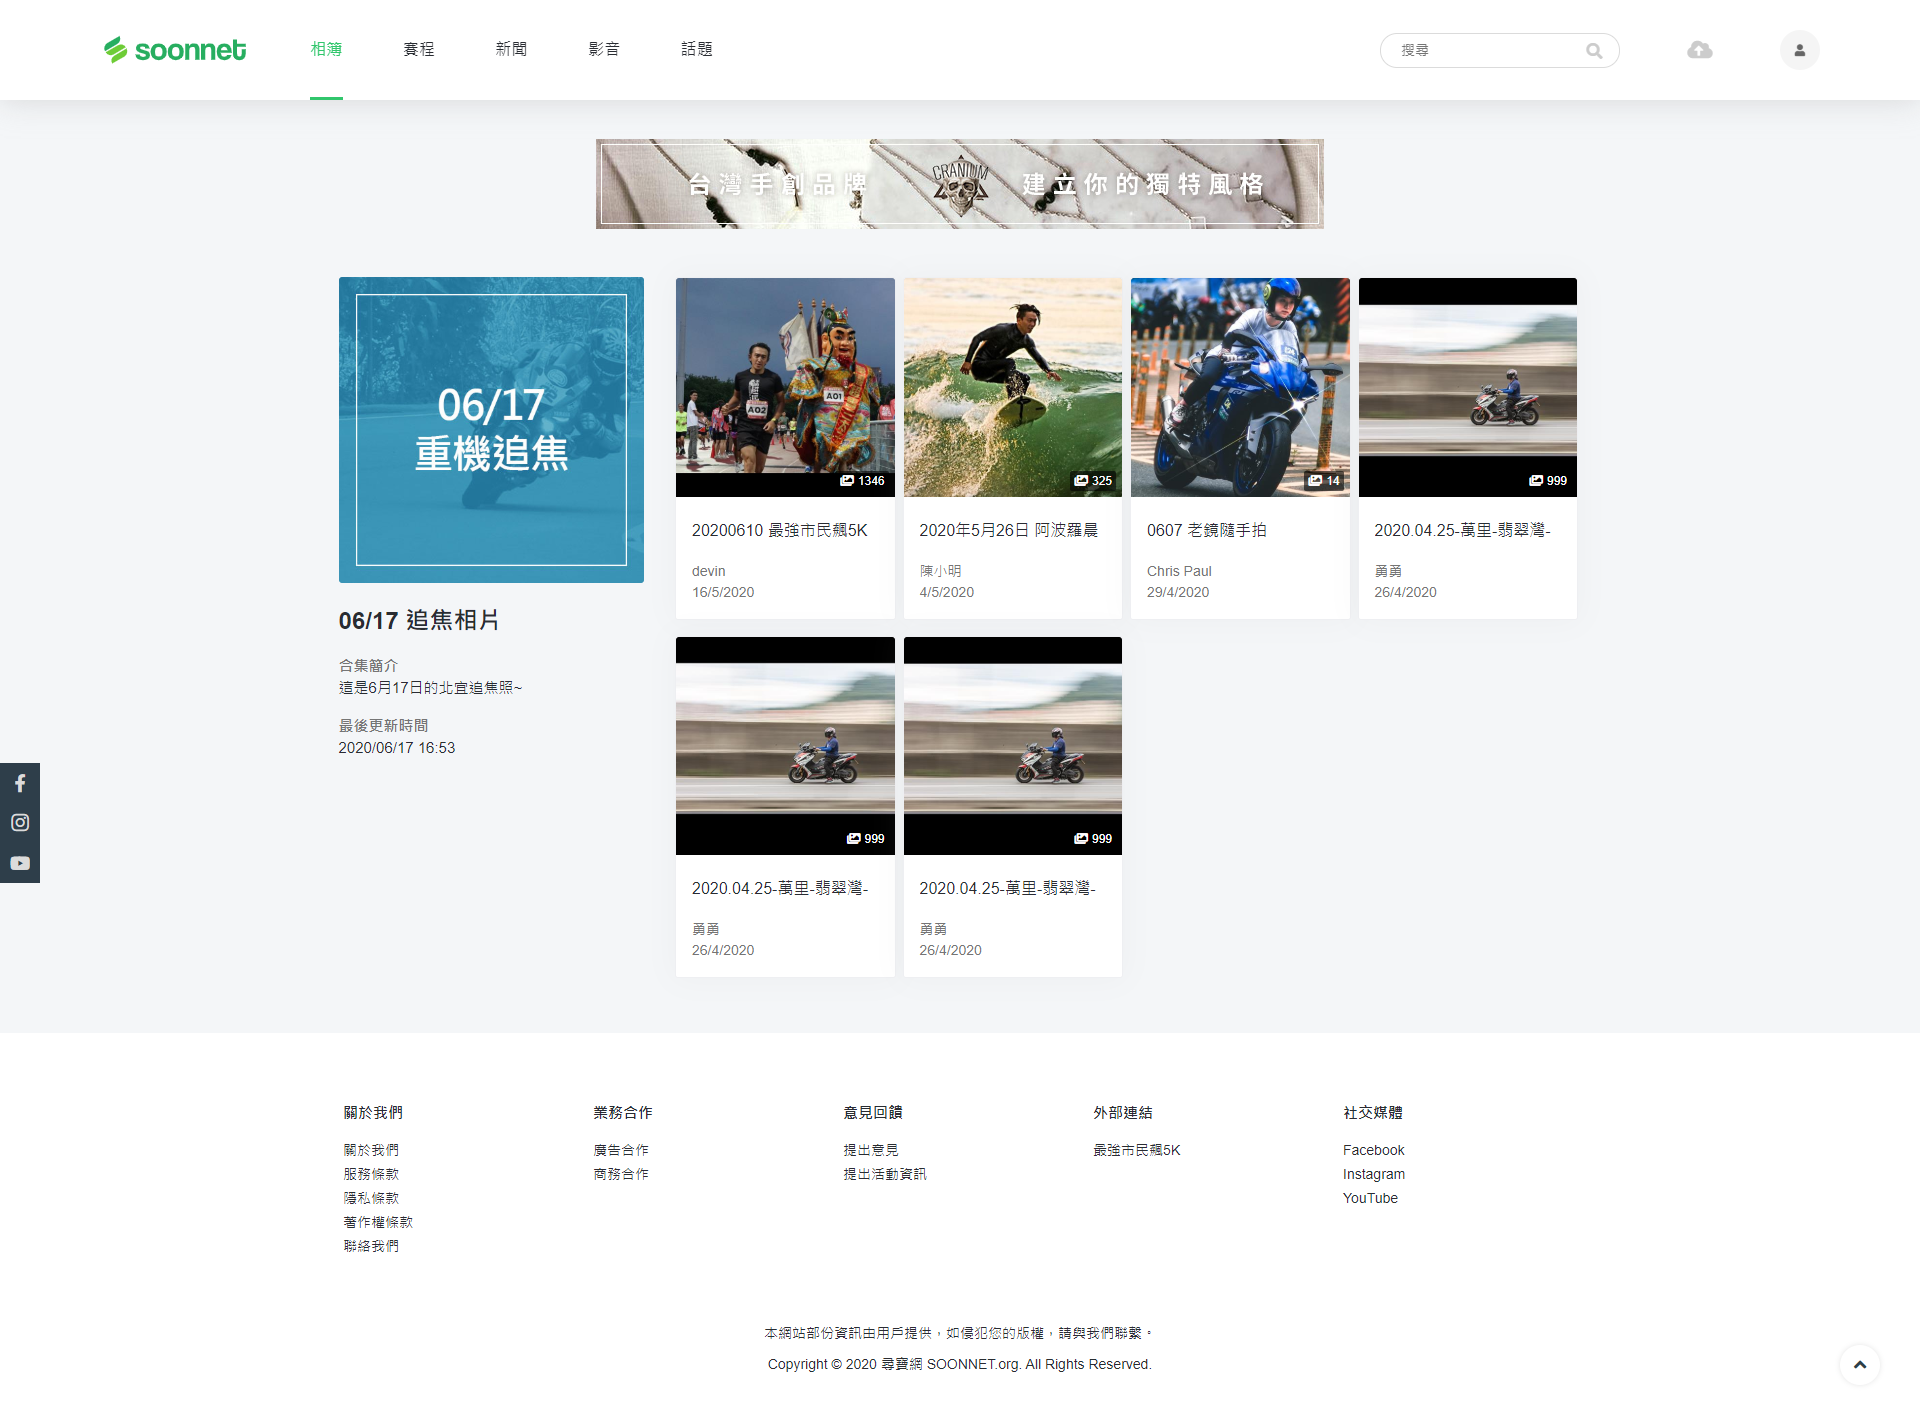 soonnet
相簿
賽程
新聞
影音
話題
搜尋
台灣手創品牌
CRANIUM
建立你的獨特風格
06/17
重機追焦
06/17 追焦相片
合集簡介
這是6月17日的北宜追焦照~
最後更新時間
2020/06/17 16:53
A02
A01
1346
20200610 最強市民飆5K
devin
16/5/2020
325
2020年5月26日 阿波羅晨
陳小明
4/5/2020
14
0607 老鏡隨手拍
Chris Paul
29/4/2020
999
2020.04.25-萬里-翡翠灣-
勇勇
26/4/2020
999
2020.04.25-萬里-翡翠灣-
勇勇
26/4/2020
999
2020.04.25-萬里-翡翠灣-
勇勇
26/4/2020
關於我們
關於我們
服務條款
隱私條款
著作權條款
聯絡我們
業務合作
廣告合作
商務合作
意見回饋
提出意見
提出活動資訊
外部連結
最強市民飆5K
社交媒體
Facebook
Instagram
YouTube
本網站部份資訊由用戶提供，如侵犯您的版權，請與我們聯繫。
Copyright © 2020 尋寶網 SOONNET.org. All Rights Reserved.